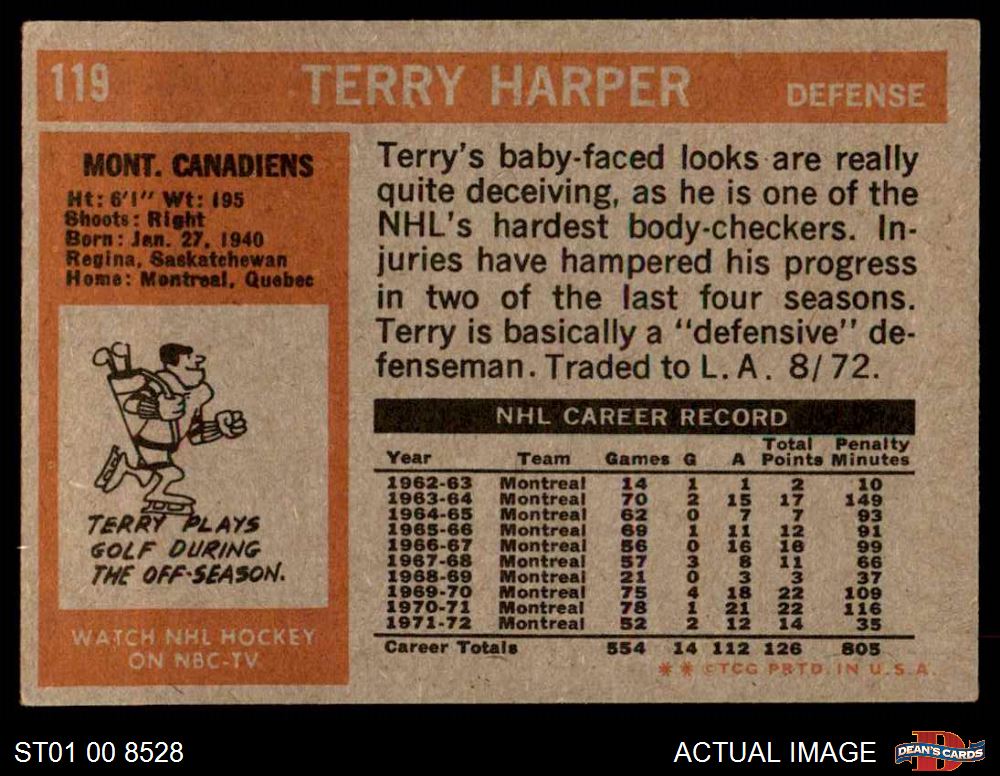 119 TERRY HARPER DEFENSE
MONT. CANADIENS
Ht: 6'1" Wt: 195
Shoots: Right
Born: Jan. 27, 1940
Regina, Saskatchewan
Home: Montreal, Quebec
TERRY PLAYS
GOLF DURING
THE OFF-SEASON.
WATCH NHL HOCKEY
ON NBC-TV
Terry's baby-faced looks are really
quite deceiving, as he is one of the
NHL's hardest body-checkers. In-
juries have hampered his progress
in two of the last four seasons.
Terry is basically a "defensive" de-
fenseman. Traded to L.A. 8/72.
NHL CAREER RECORD
Year Team Games G A Total Points Penalty Minutes
1962-63 Montreal 14 1 1 2 10
1963-64 Montreal 70 2 15 17 149
1964-65 Montreal 62 0 7 7 93
1965-66 Montreal 69 1 11 12 91
1966-67 Montreal 56 0 16 16 99
1967-68 Montreal 57 3 8 11 66
1968-69 Montreal 21 0 3 3 37
1969-70 Montreal 75 4 18 22 109
1970-71 Montreal 78 1 21 22 116
1971-72 Montreal 52 2 12 14 35
Career Totals 554 14 112 126 805
** ©TCG PRTD. IN U.S.A.
ST01 00 8528
ACTUAL IMAGE
DEAN'S CARDS